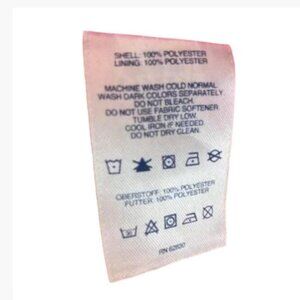 SHELL: 100% POLYESTER
LINING: 100% POLYESTER
MACHINE WASH COLD NORMAL
WASH DARK COLORS SEPARATELY
DO NOT BLEACH.
DO NOT USE FABRIC SOFTENER.
TUMBLE DRY LOW.
COOL IRON IF NEEDED.
DO NOT DRY CLEAN.
OBERSTOFF: 100% POLYESTER
FUTTER: 100% POLYESTER